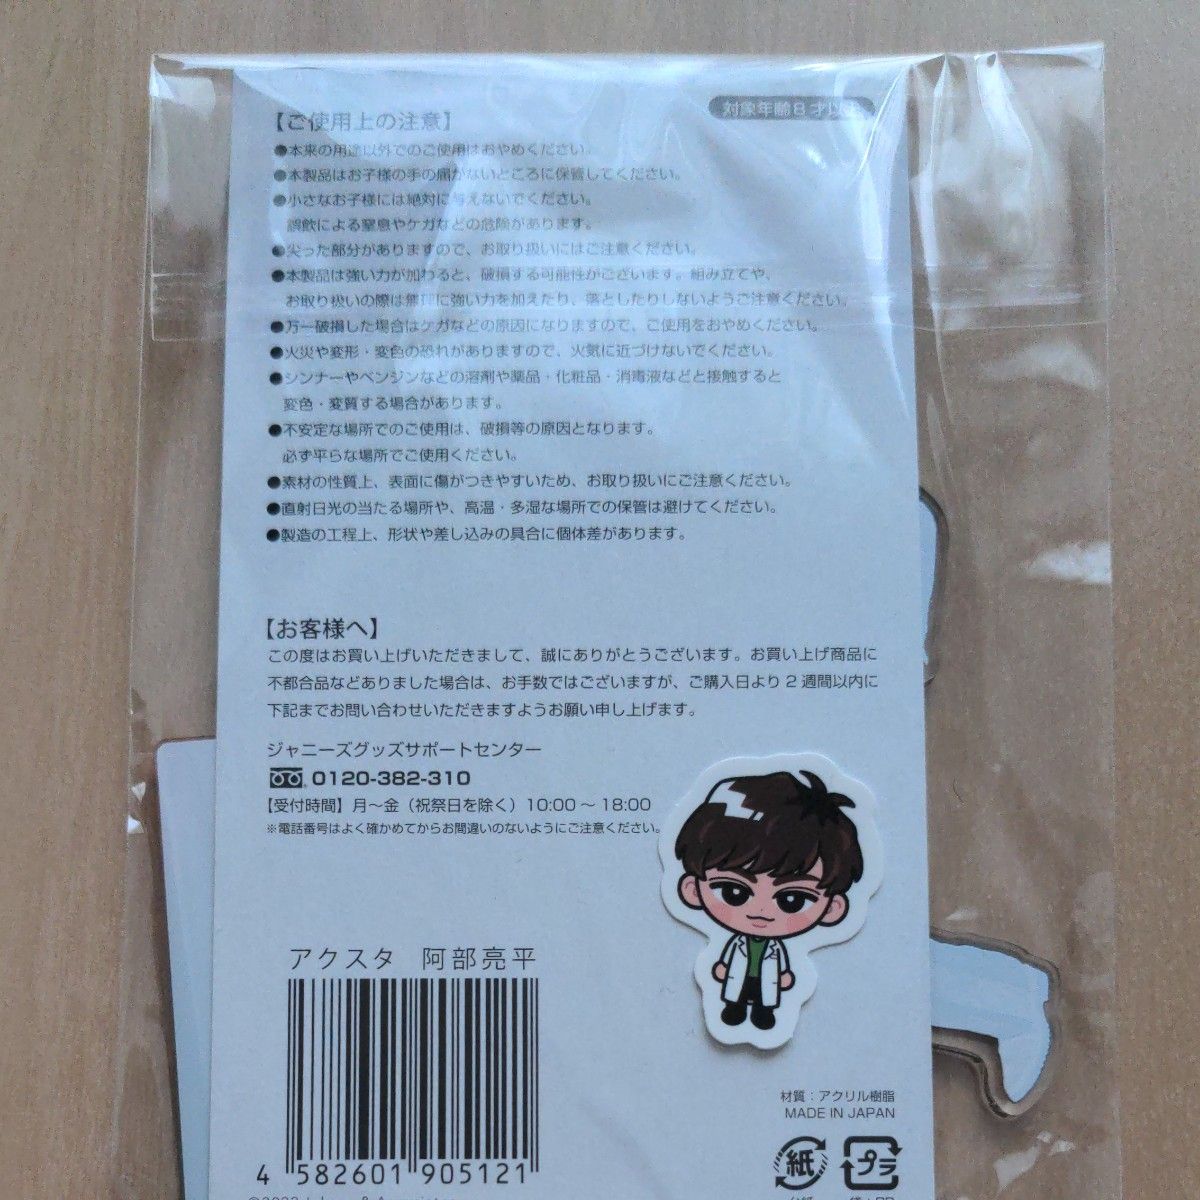 対象年齢8才以上
【ご使用上の注意】
●本来の用途以外でのご使用はおやめください。
●本製品はお子様の手の届かないところに保管してください。
●小さなお子様には絶対に与えないでください。
誤飲による窒息やケガなどの危険があります。
●尖った部分がありますので、お取り扱いにはご注意ください。
●本製品は強い力が加わると、破損する可能性がございます。組み立てや、
お取り扱いの際は無理に強い力を加えたり、落としたりしないようご注意ください。
●万一破損した場合はケガなどの原因になりますので、ご使用をおやめください。
●火災や変形・変色の恐れがありますので、火気に近づけないでください。
●シンナーやベンジンなどの溶剤や薬品・化粧品・消毒液などと接触すると
変色・変質する場合があります。
●不安定な場所でのご使用は、破損等の原因となります。
必ず平らな場所でご使用ください。
●素材の性質上、表面に傷がつきやすいため、お取り扱いにご注意ください。
●直射日光の当たる場所や、高温・多湿な場所での保管は避けてください。
●製造の工程上、形状や差し込みの具合に個体差があります。
【お客様へ】
この度はお買い上げいただきまして、誠にありがとうございます。お買い上げ商品に
不都合品などありました場合は、お手数ではございますが、ご購入日より2週間以内に
下記までお問い合わせいただきますようお願い申し上げます。
ジャニーズグッズサポートセンター
0120-382-310
【受付時間】月〜金（祝祭日を除く）10:00〜18:00
※電話番号はよく確かめてからお間違いのないようにご注意ください。
アクスタ 阿部亮平
4 582601 905121
材質：アクリル樹脂
MADE IN JAPAN
紙 プラ